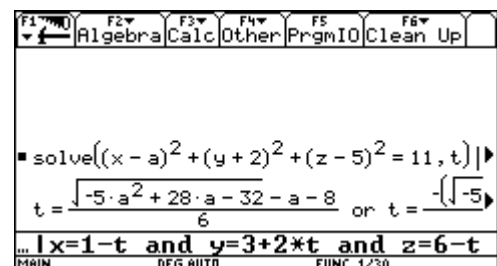 F1▼ F2▼ F3▼ F4▼ F5 F6▼
Algebra Calc Other PrgmIO Clean Up
▪ solve((x - a)² + (y + 2)² + (z - 5)² = 11, t) | ▶
t = (√(-5·a² + 28·a - 32) - a - 8)/6 or t = -(√(-5 ▶
…|x=1-t and y=3+2*t and z=6-t
MAIN DEG AUTO FUNC 1/30